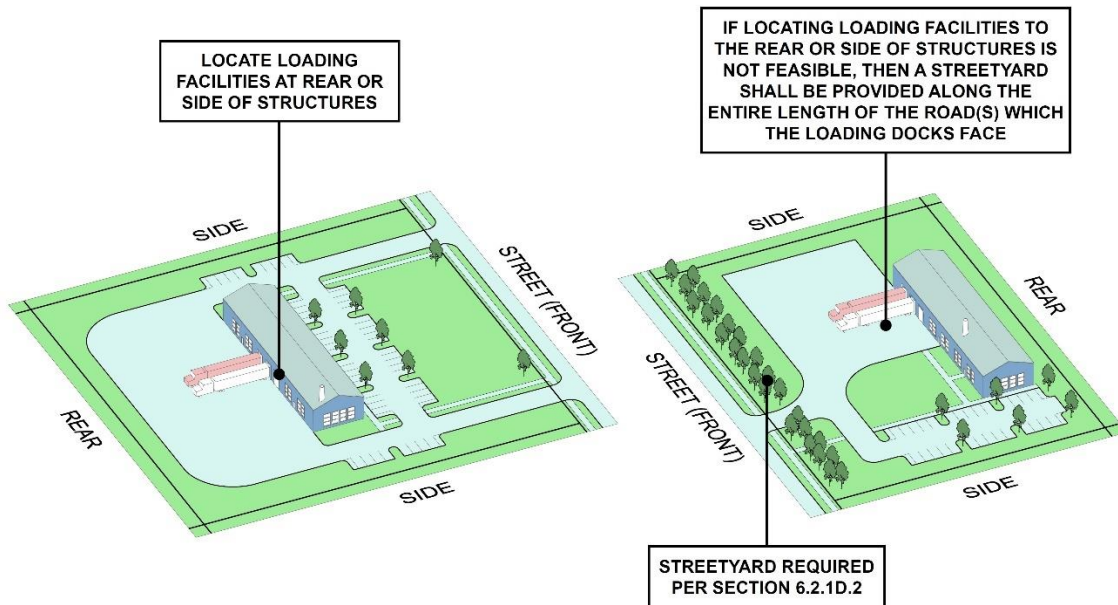 LOCATE LOADING
FACILITIES AT REAR OR
SIDE OF STRUCTURES
IF LOCATING LOADING FACILITIES TO
THE REAR OR SIDE OF STRUCTURES IS
NOT FEASIBLE, THEN A STREETYARD
SHALL BE PROVIDED ALONG THE
ENTIRE LENGTH OF THE ROAD(S) WHICH
THE LOADING DOCKS FACE
SIDE
STREET (FRONT)
REAR
SIDE
SIDE
REAR
STREET (FRONT)
SIDE
STREETYARD REQUIRED
PER SECTION 6.2.1D.2